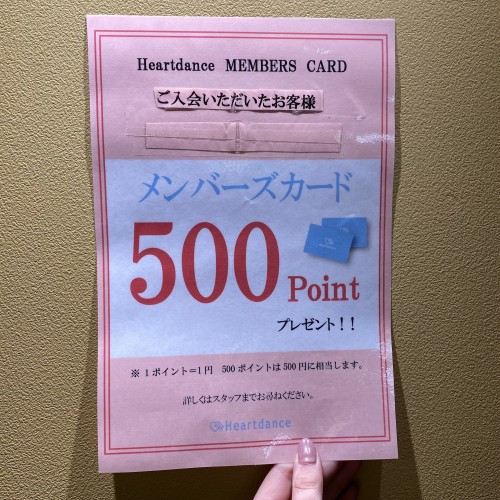 Heartdance MEMBERS CARD
ご入会いただいたお客様
メンバーズカード
500 Point
プレゼント!!
※ 1ポイント=1円 500ポイントは500円に相当します。
詳しくはスタッフまでお尋ねください。
Heartdance